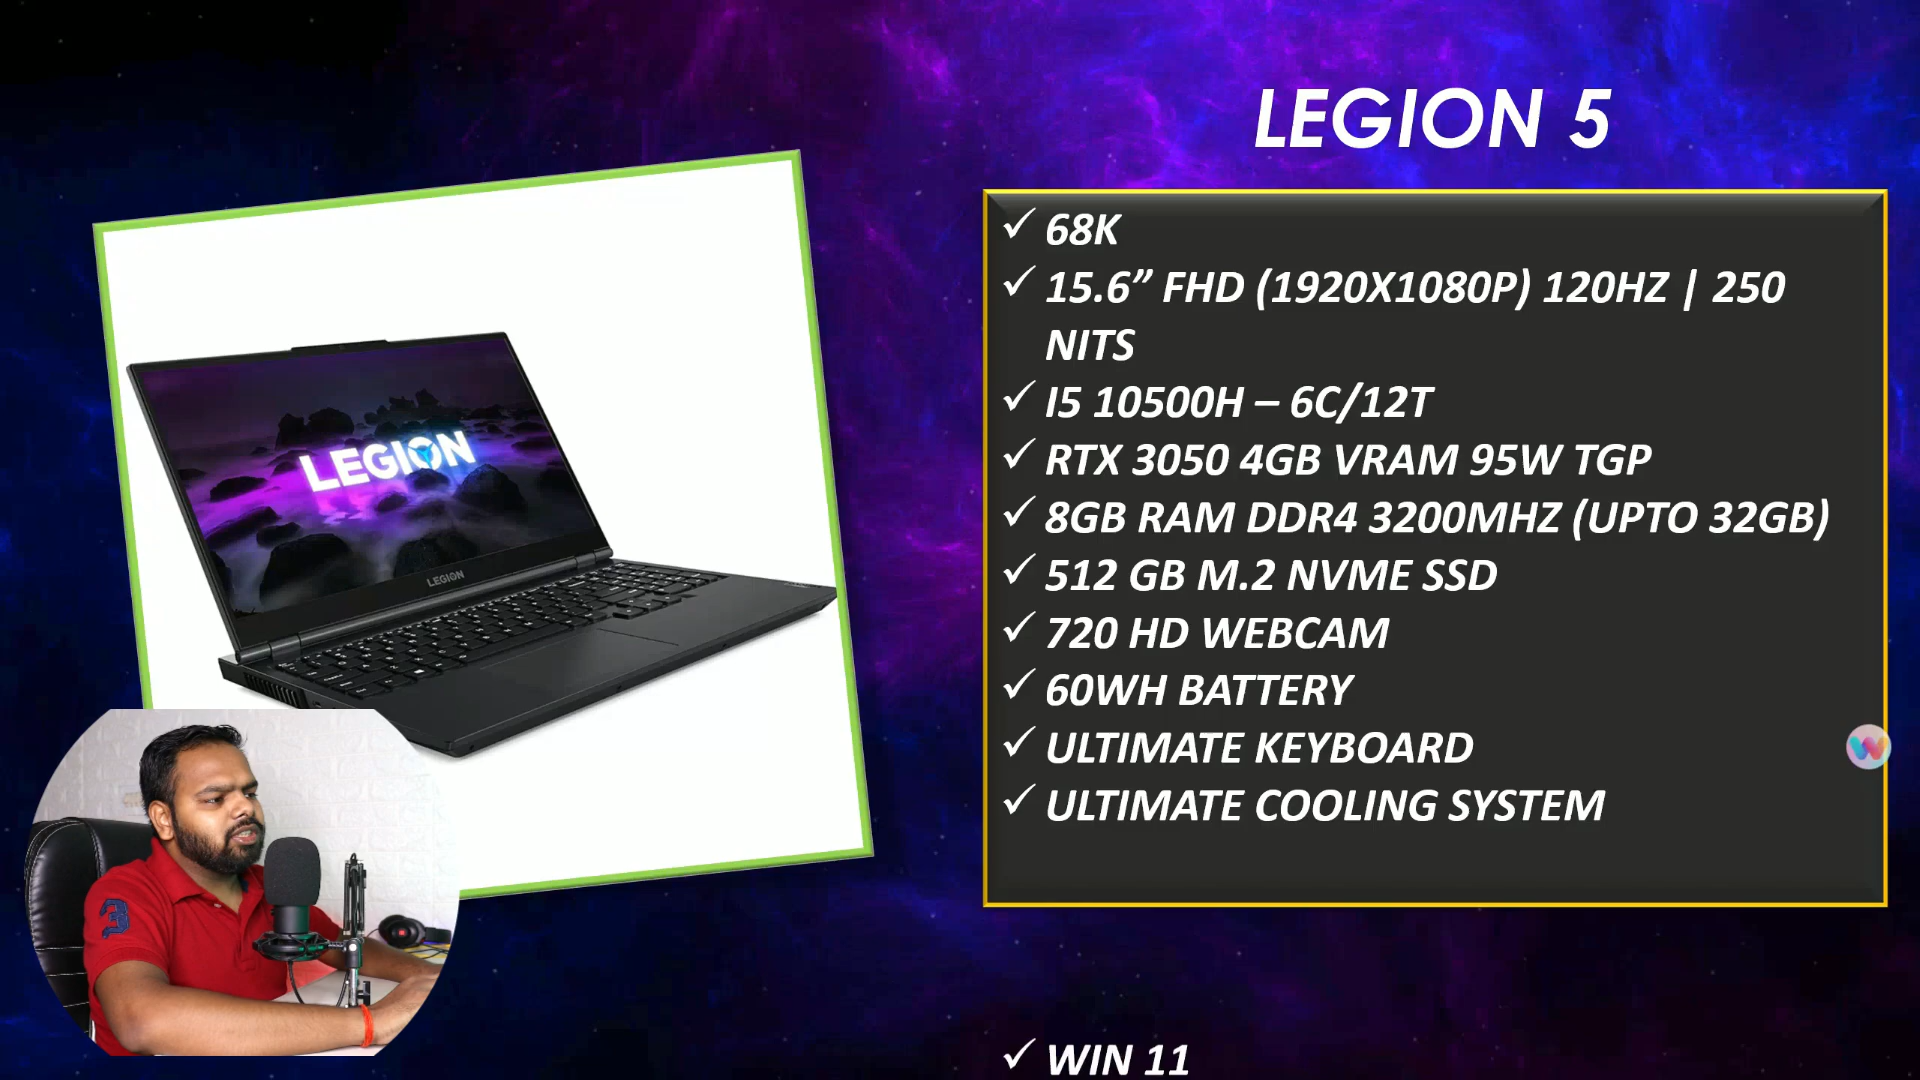 LEGION 5
✓ 68K
✓ 15.6” FHD (1920X1080P) 120HZ | 250
NITS
✓ I5 10500H – 6C/12T
✓ RTX 3050 4GB VRAM 95W TGP
✓ 8GB RAM DDR4 3200MHZ (UPTO 32GB)
✓ 512 GB M.2 NVME SSD
✓ 720 HD WEBCAM
✓ 60WH BATTERY
✓ ULTIMATE KEYBOARD
✓ ULTIMATE COOLING SYSTEM
✓ WIN 11
LEGION
LEGION
3